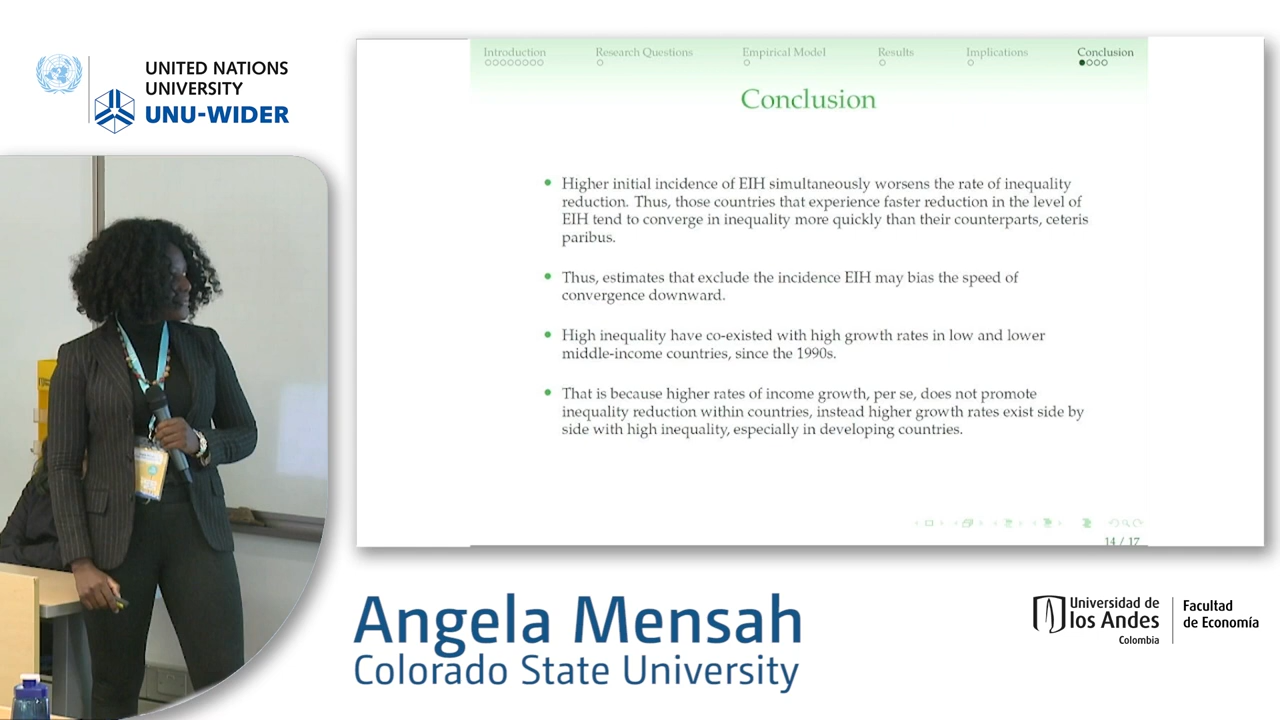 UNITED NATIONS
UNIVERSITY
UNU-WIDER
Introduction
Research Questions
Empirical Model
Results
Implications
Conclusion
Conclusion
Higher initial incidence of EIH simultaneously worsens the rate of inequality
reduction. Thus, those countries that experience faster reduction in the level of
EIH tend to converge in inequality more quickly than their counterparts, ceteris
paribus.
Thus, estimates that exclude the incidence EIH may bias the speed of
convergence downward.
High inequality have co-existed with high growth rates in low and lower
middle-income countries, since the 1990s.
That is because higher rates of income growth, per se, does not promote
inequality reduction within countries, instead higher growth rates exist side by
side with high inequality, especially in developing countries.
14 / 17
Angela Mensah
Colorado State University
Universidad de
los Andes
Colombia
Facultad
de Economía